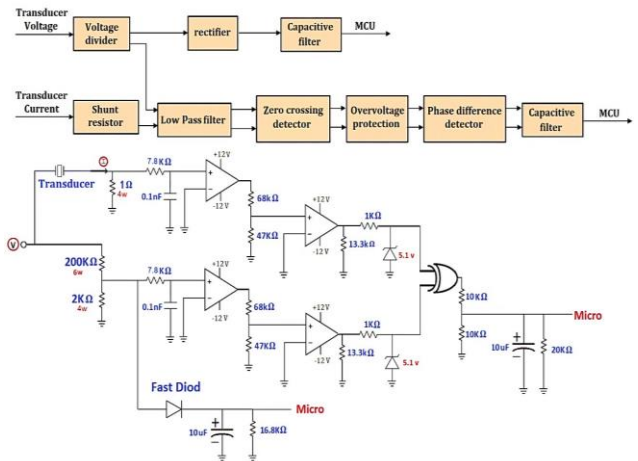 Transducer Voltage
Voltage divider
rectifier
Capacitive filter
MCU
Transducer Current
Shunt resistor
Low Pass filter
Zero crossing detector
Overvoltage protection
Phase difference detector
Capacitive filter
MCU
I
7.8KΩ
+12V
Transducer
1Ω
4w
0.1nF
+
−
-12 V
68kΩ
+12V
1KΩ
47KΩ
+
−
-12 V
13.3kΩ
5.1 v
V
200KΩ
6w
7.8KΩ
+12V
2KΩ
4w
0.1nF
+
−
-12 V
68kΩ
+12V
1KΩ
47KΩ
+
−
-12 V
13.3kΩ
5.1 v
10KΩ
Micro
10KΩ
+
10uF
−
20KΩ
Fast Diod
Micro
+
10uF
−
16.8KΩ